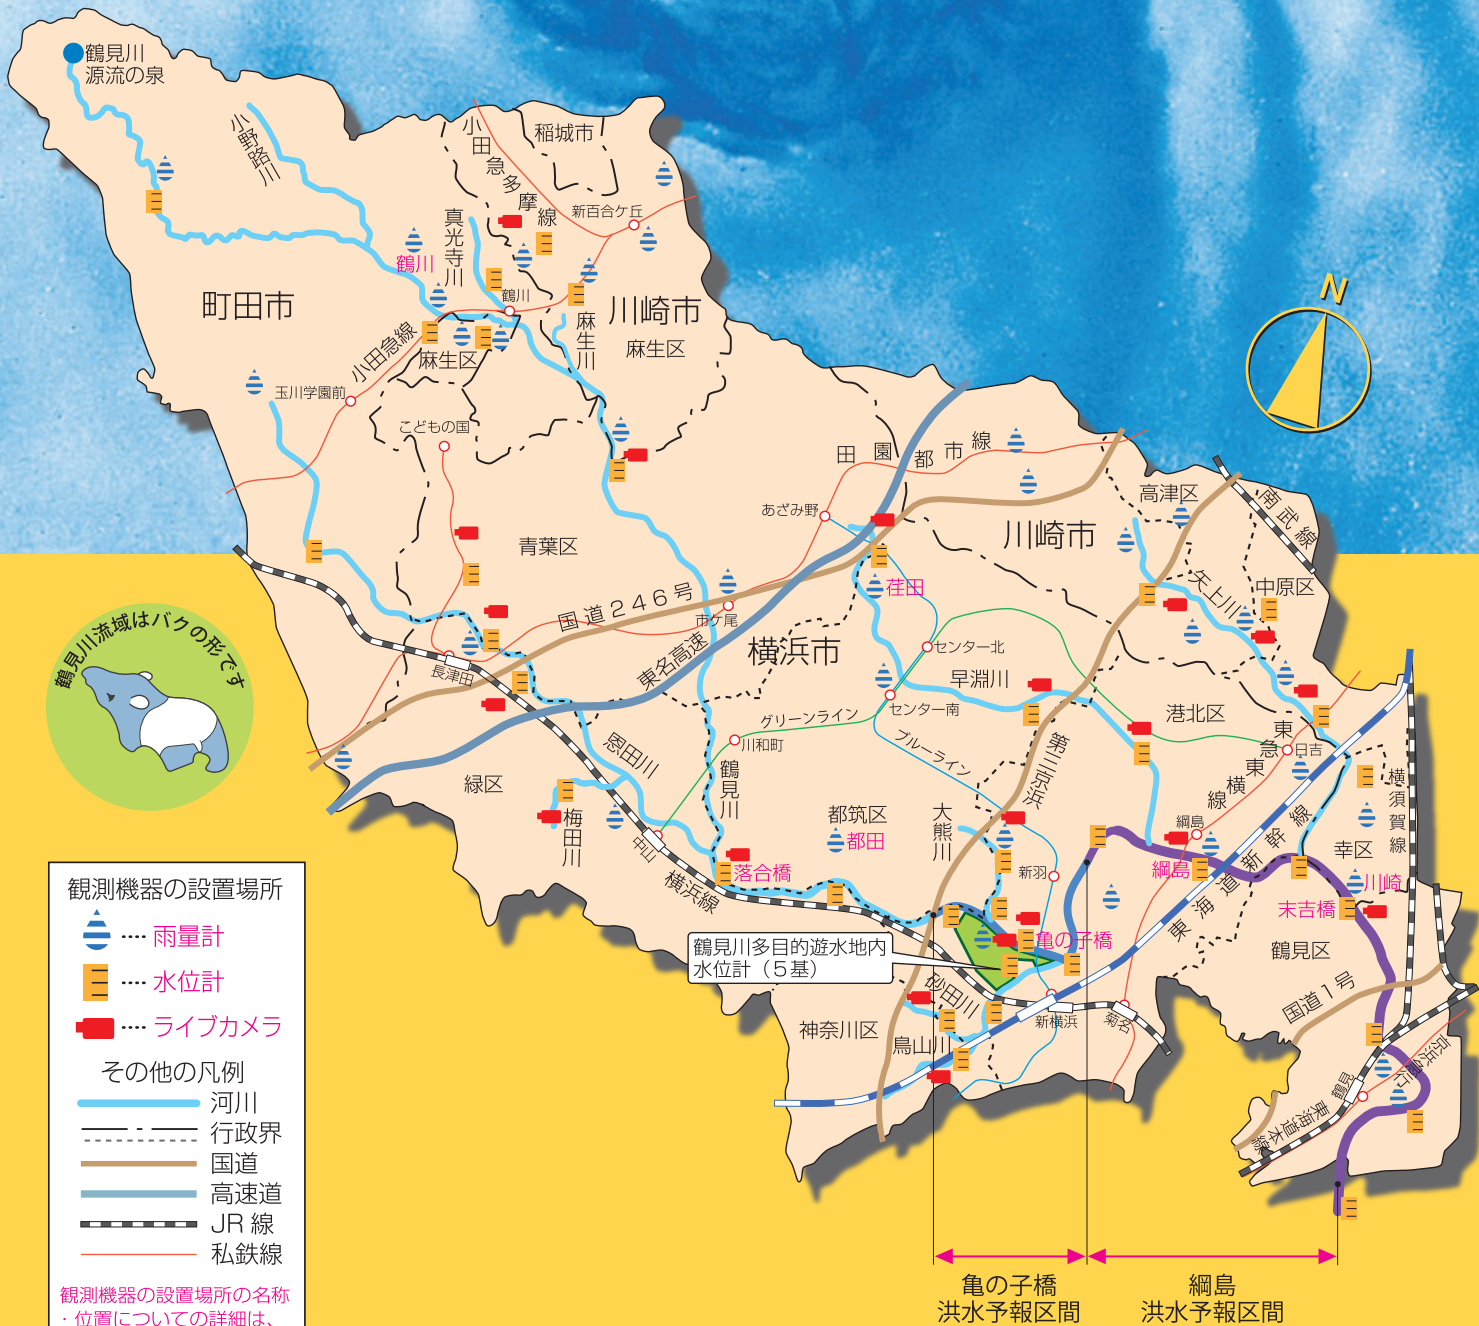 鶴見川
源流の泉
小野路川
小田急多摩線
稲城市
新百合ケ丘
真光寺川
鶴川
鶴川
町田市
川崎市
麻生区
麻生川
小田急線
麻生区
玉川学園前
こどもの国
田園都市線
あざみ野
高津区
南武線
川崎市
青葉区
荏田
矢上川
中原区
国道246号
市ケ尾
東名高速
横浜市
センター北
早淵川
長津田
センター南
グリーンライン
川和町
ブルーライン
第三京浜
港北区
東急東横線
日吉
恩田川
緑区
鶴見川
梅田川
都筑区
都田
大熊川
綱島
綱島
東海道新幹線
横須賀線
幸区
川崎
中山
落合橋
横浜線
新羽
末吉橋
鶴見区
亀の子橋
鶴見川多目的遊水地内
水位計（5基）
砂田川
神奈川区
鳥山川
新横浜
菊名
国道1号
京浜急行線
鶴見
東海道本線
N
鶴見川流域はバクの形です
観測機器の設置場所
雨量計
水位計
ライブカメラ
その他の凡例
河川
行政界
国道
高速道
JR線
私鉄線
観測機器の設置場所の名称
・位置についての詳細は、
亀の子橋
洪水予報区間
綱島
洪水予報区間